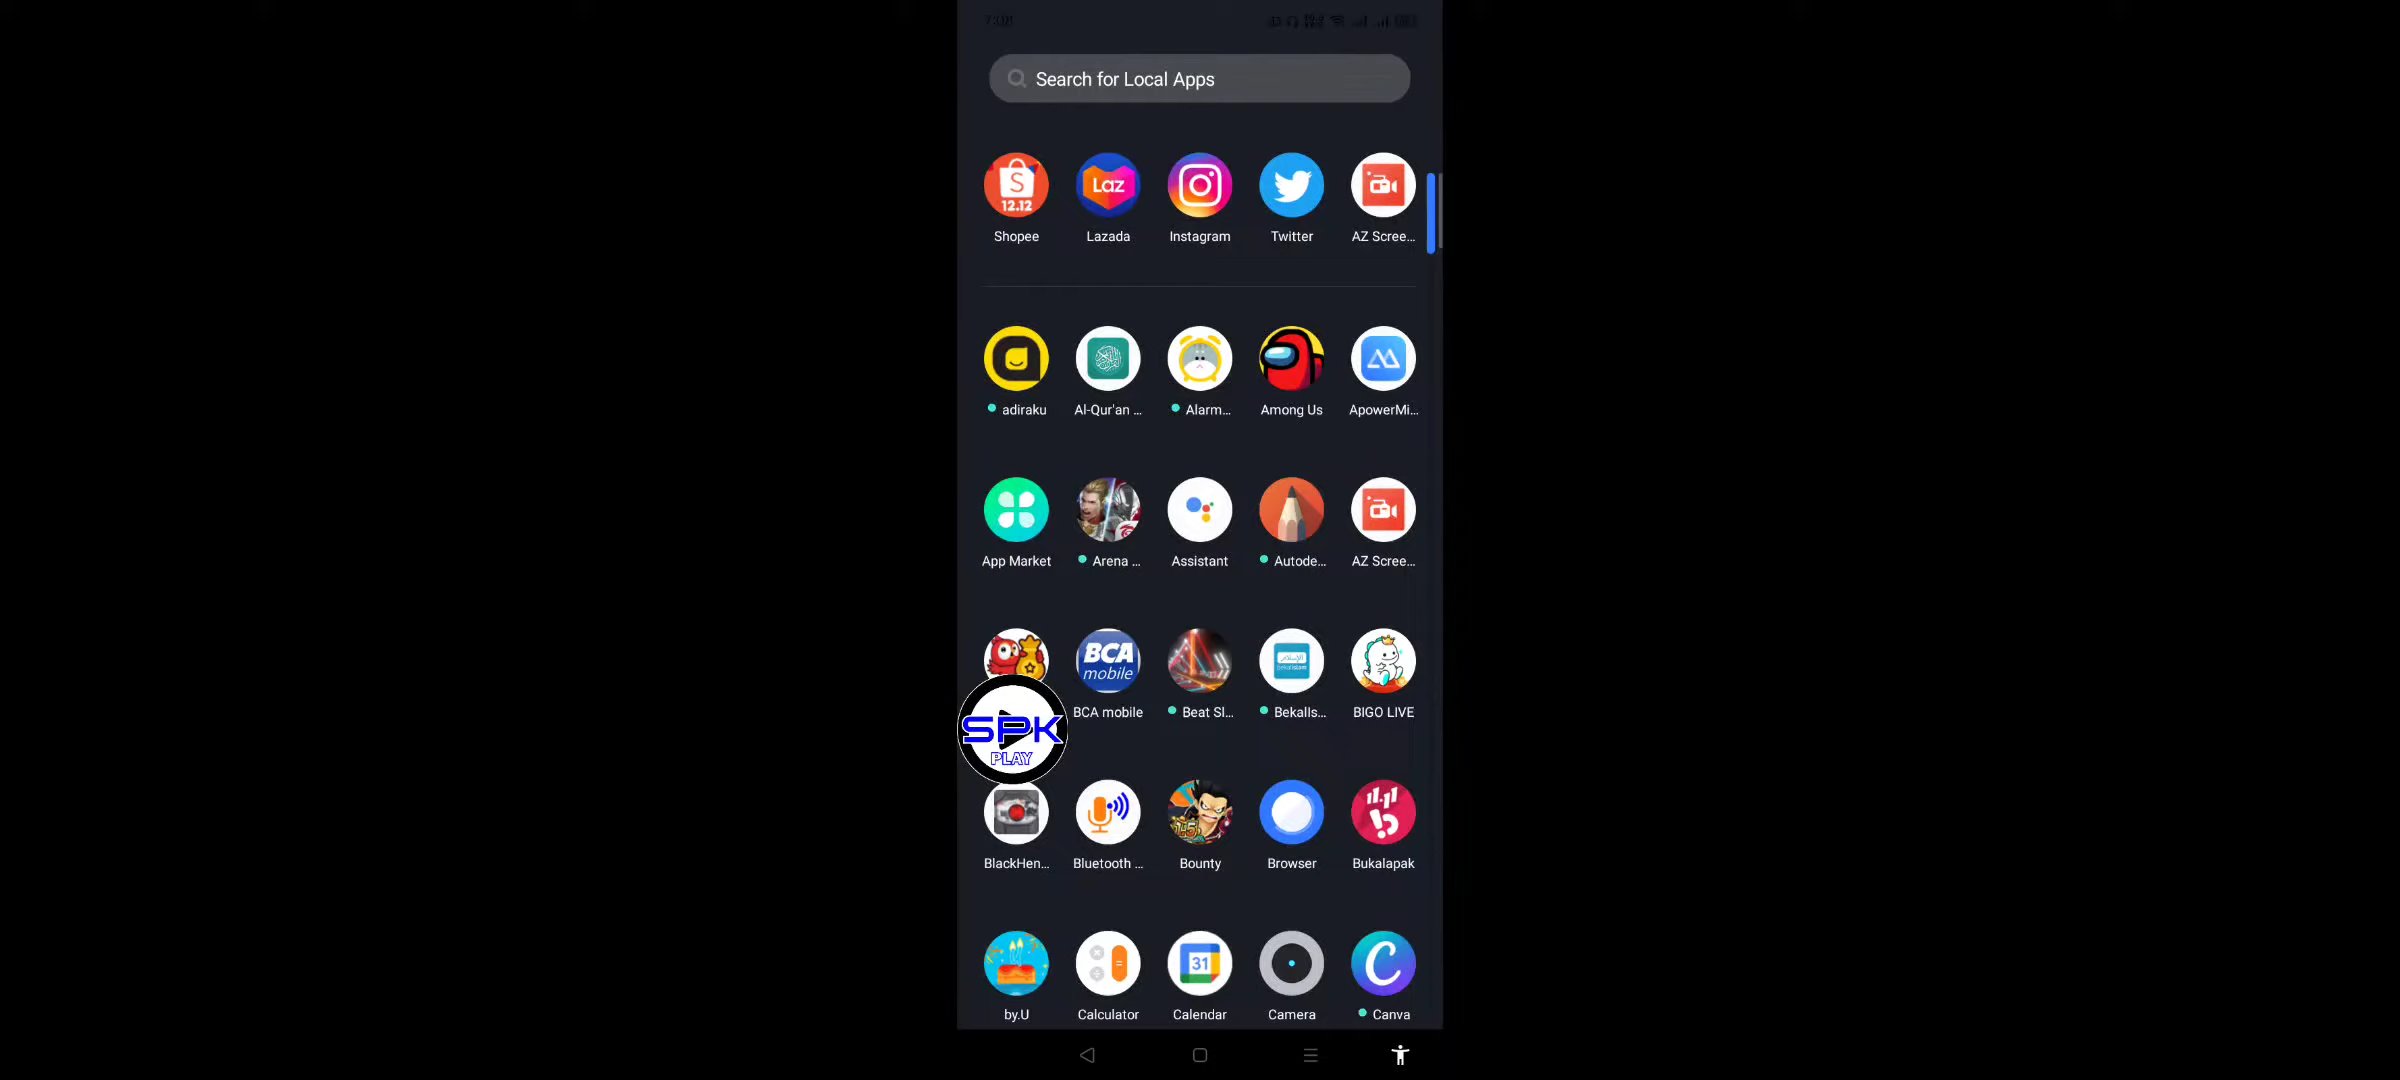 Search for Local Apps
S
12.12
Laz
Shopee
Lazada
Instagram
Twitter
AZ Scree...
adiraku
Al-Qur'an ...
Alarm...
Among Us
ApowerMi...
App Market
Arena ...
Assistant
Autode...
AZ Scree...
BCA
mobile
BCA mobile
Beat Sl...
Bekalls...
BIGO LIVE
SPK
PLAY
BlackHen...
Bluetooth ...
Bounty
Browser
Bukalapak
31
C
by.U
Calculator
Calendar
Camera
Canva